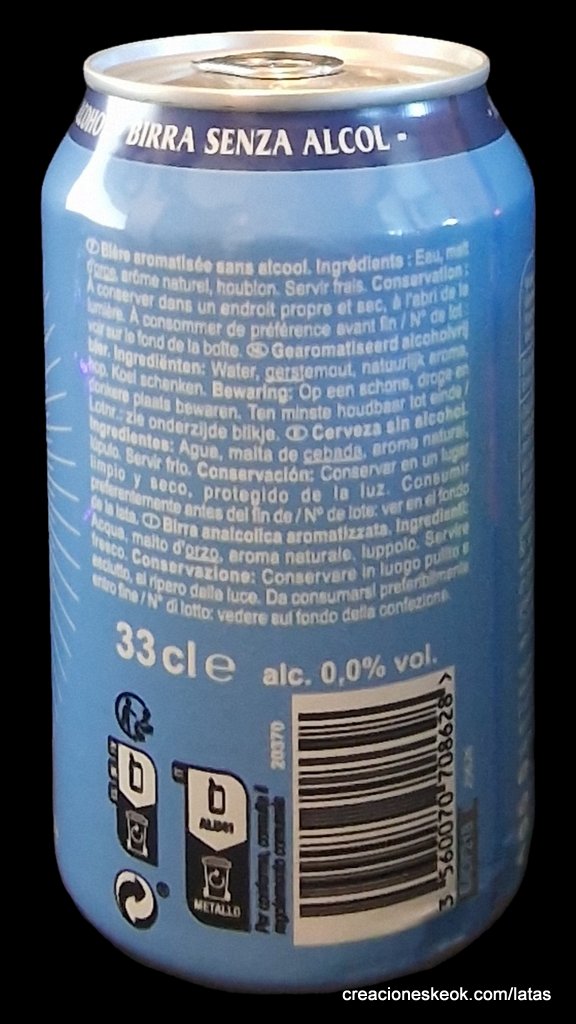 BIRRA SENZA ALCOL -
Bière aromatisée sans alcool. Ingrédients : Eau, malt
d'orge, arôme naturel, houblon. Servir frais. Conservation :
À conserver dans un endroit propre et sec, à l'abri de la
lumière. À consommer de préférence avant fin / N° de lot :
voir sur le fond de la boîte. Gearomatiseerd alcoholvrij
bier. Ingrediënten: Water, gerstemout, natuurlijk aroma,
hop. Koel schenken. Bewaring: Op een schone, droge en
donkere plaats bewaren. Ten minste houdbaar tot einde /
Lotnr.: zie onderzijde blikje. Cerveza sin alcohol.
Ingredientes: Agua, malta de cebada, aroma natural,
lúpulo. Servir frío. Conservación: Conservar en un lugar
limpio y seco, protegido de la luz. Consumir
preferentemente antes del fin de / N° de lote: ver en el fondo
de la lata. Birra analcolica aromatizzata. Ingredienti:
Acqua, malto d'orzo, aroma naturale, luppolo. Servire
fresco. Conservazione: Conservare in luogo pulito e
asciutto, al riparo dalla luce. Da consumarsi preferibilmente
entro fine / N° di lotto: vedere sul fondo della confezione.
33 cl e alc. 0,0% vol.
20370
3 560070 708628 >
ALU41
METALLO
creacioneskeok.com/latas